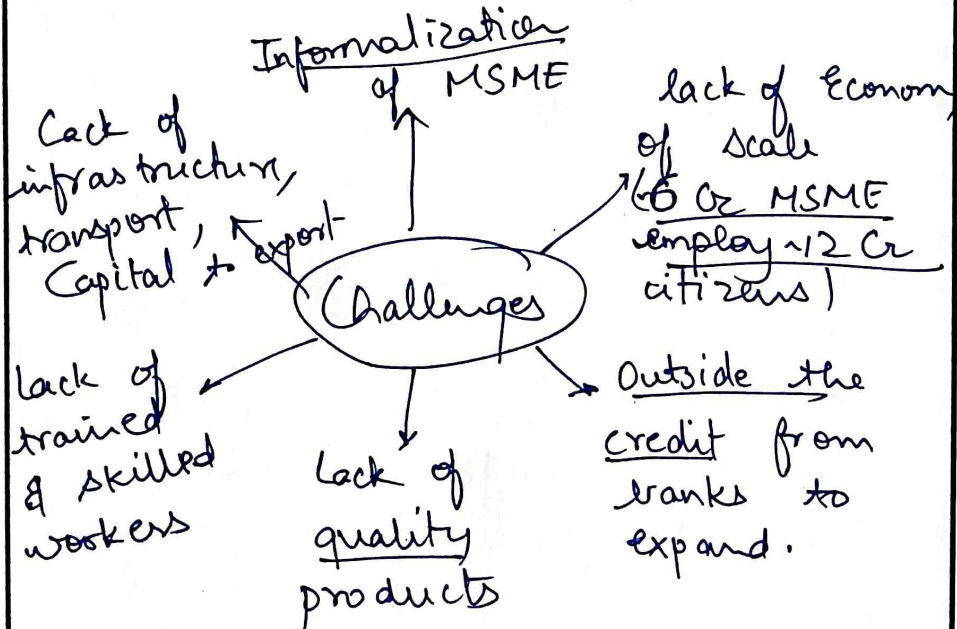 Informalization
of MSME
lack of Econom
of scale
(6 Cr MSME
employ ~12 Cr
citizens)
Lack of
infrastructure,
transport,
Capital to export
Challenges
Lack of
trained
& skilled
workers
Lack of
quality
products
Outside the
credit from
banks to
expand.